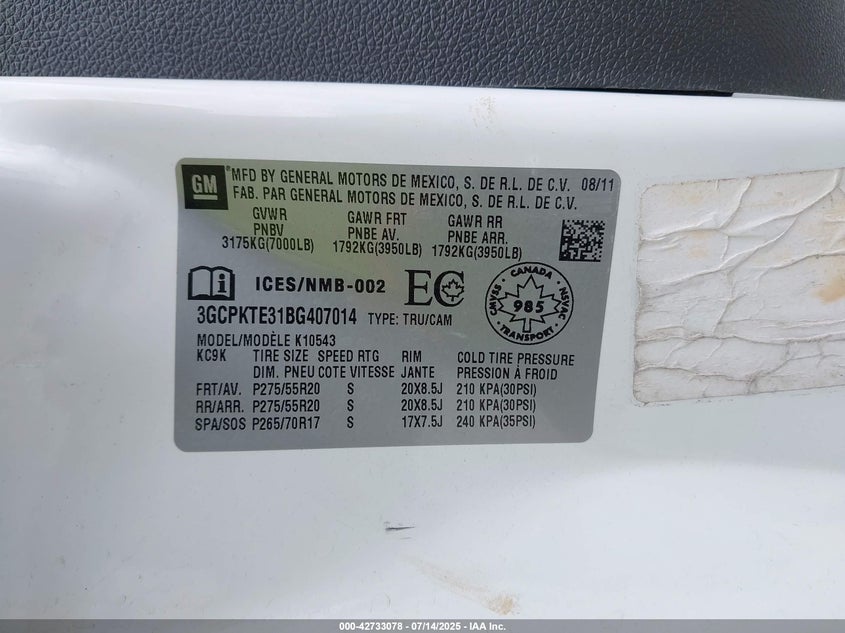 GM ®MFD BY GENERAL MOTORS DE MEXICO, S. DE R.L. DE C.V. 08/11
FAB. PAR GENERAL MOTORS DE MEXICO, S. DE R.L. DE C.V.
GVWR GAWR FRT GAWR RR
PNBV PNBE AV. PNBE ARR.
3175KG(7000LB) 1792KG(3950LB) 1792KG(3950LB)
ICES/NMB-002 EC
CANADA
CMVSS 985 NSVAC
TRANSPORT
3GCPKTE31BG407014 TYPE: TRU/CAM
MODEL/MODÈLE K10543
KC9K TIRE SIZE SPEED RTG RIM COLD TIRE PRESSURE
DIM. PNEU COTE VITESSE JANTE PRESSION À FROID
FRT/AV. P275/55R20 S 20X8.5J 210 KPA(30PSI)
RR/ARR. P275/55R20 S 20X8.5J 210 KPA(30PSI)
SPA/SOS P265/70R17 S 17X7.5J 240 KPA(35PSI)
000-42733078 - 07/14/2025 - IAA Inc.